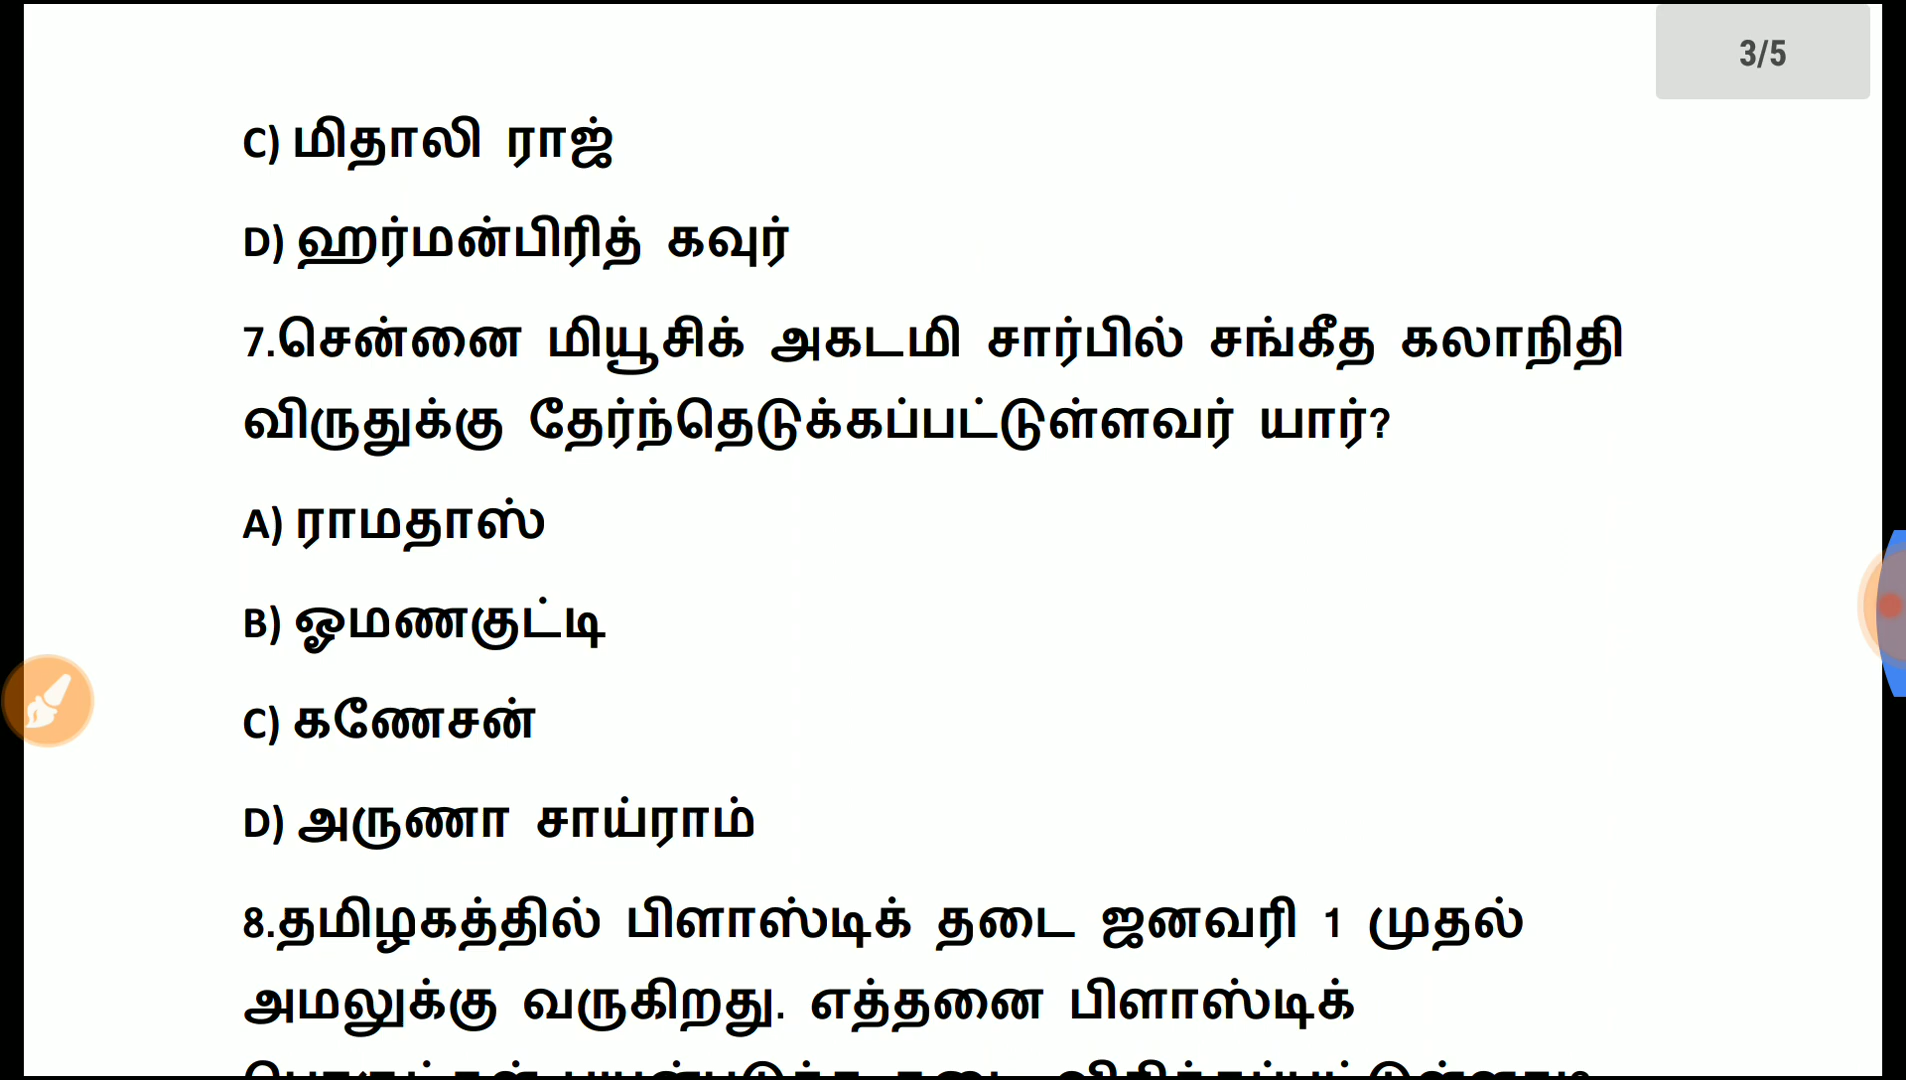 3/5
C) மிதாலி ராஜ்
D) ஹர்மன்பிரித் கவுர்
7.சென்னை மியூசிக் அகடமி சார்பில் சங்கீத கலாநிதி
விருதுக்கு தேர்ந்தெடுக்கப்பட்டுள்ளவர் யார்?
A) ராமதாஸ்
B) ஓமணகுட்டி
C) கணேசன்
D) அருணா சாய்ராம்
8.தமிழகத்தில் பிளாஸ்டிக் தடை ஜனவரி 1 முதல்
அமலுக்கு வருகிறது. எத்தனை பிளாஸ்டிக்